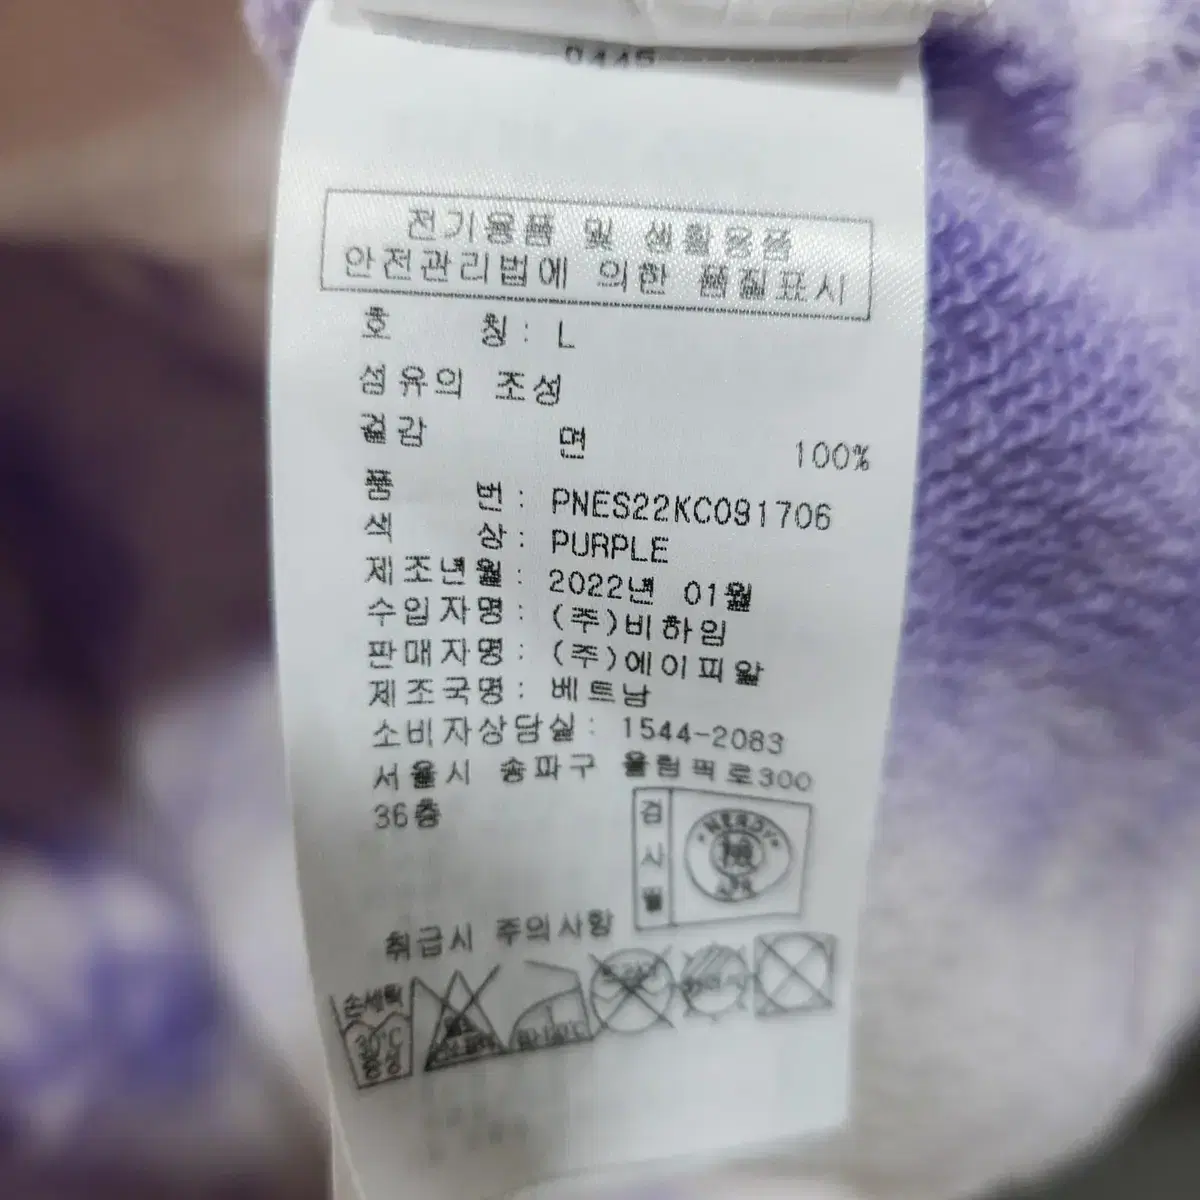 0445
전기용품 및 생활용품
안전관리법에 의한 품질표시
호 칭: L
섬유의 조성
겉감 면 100%
품 번: PNES22KC091706
색 상: PURPLE
제조년월: 2022년 01월
수입자명: (주)비하임
판매자명: (주)에이피알
제조국명: 베트남
소비자상담실: 1544-2083
서울시 송파구 올림픽로300
36층
검사필
NERDY
취급시 주의사항
손세탁
30℃
중성